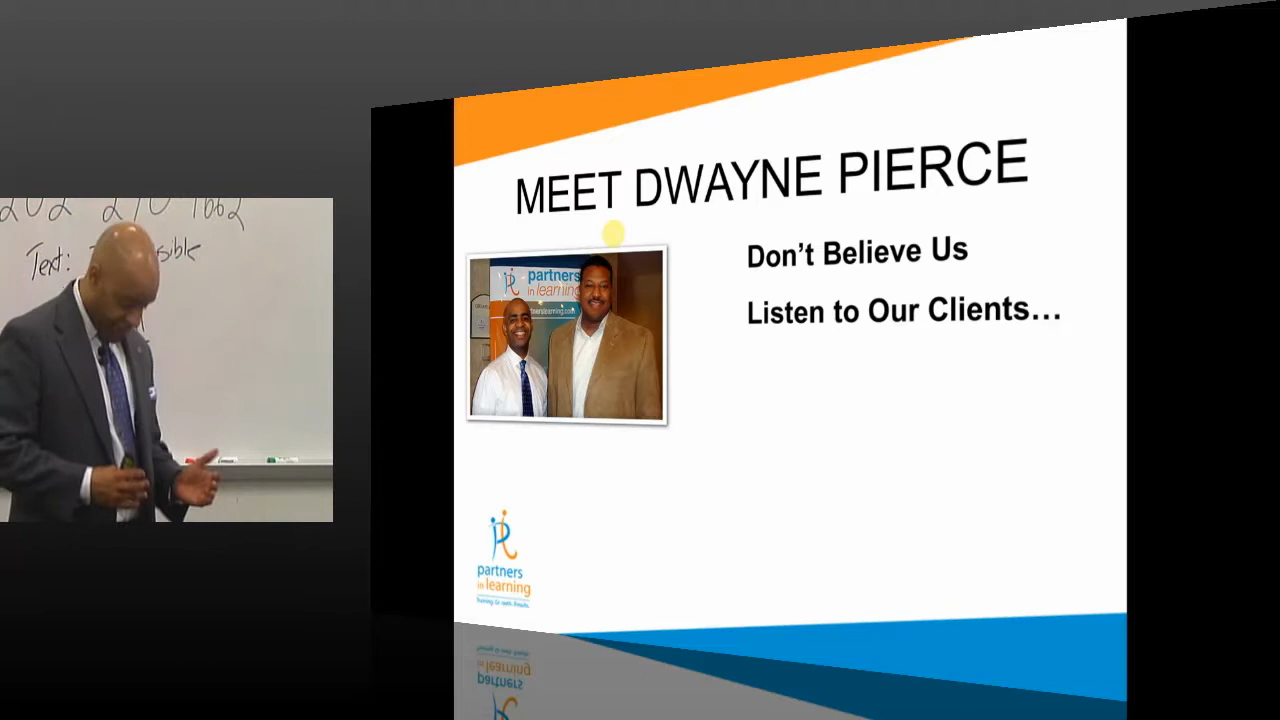 Text:
MEET DWAYNE PIERCE
Don’t Believe Us
Listen to Our Clients…
partners
in learning
partners
in learning